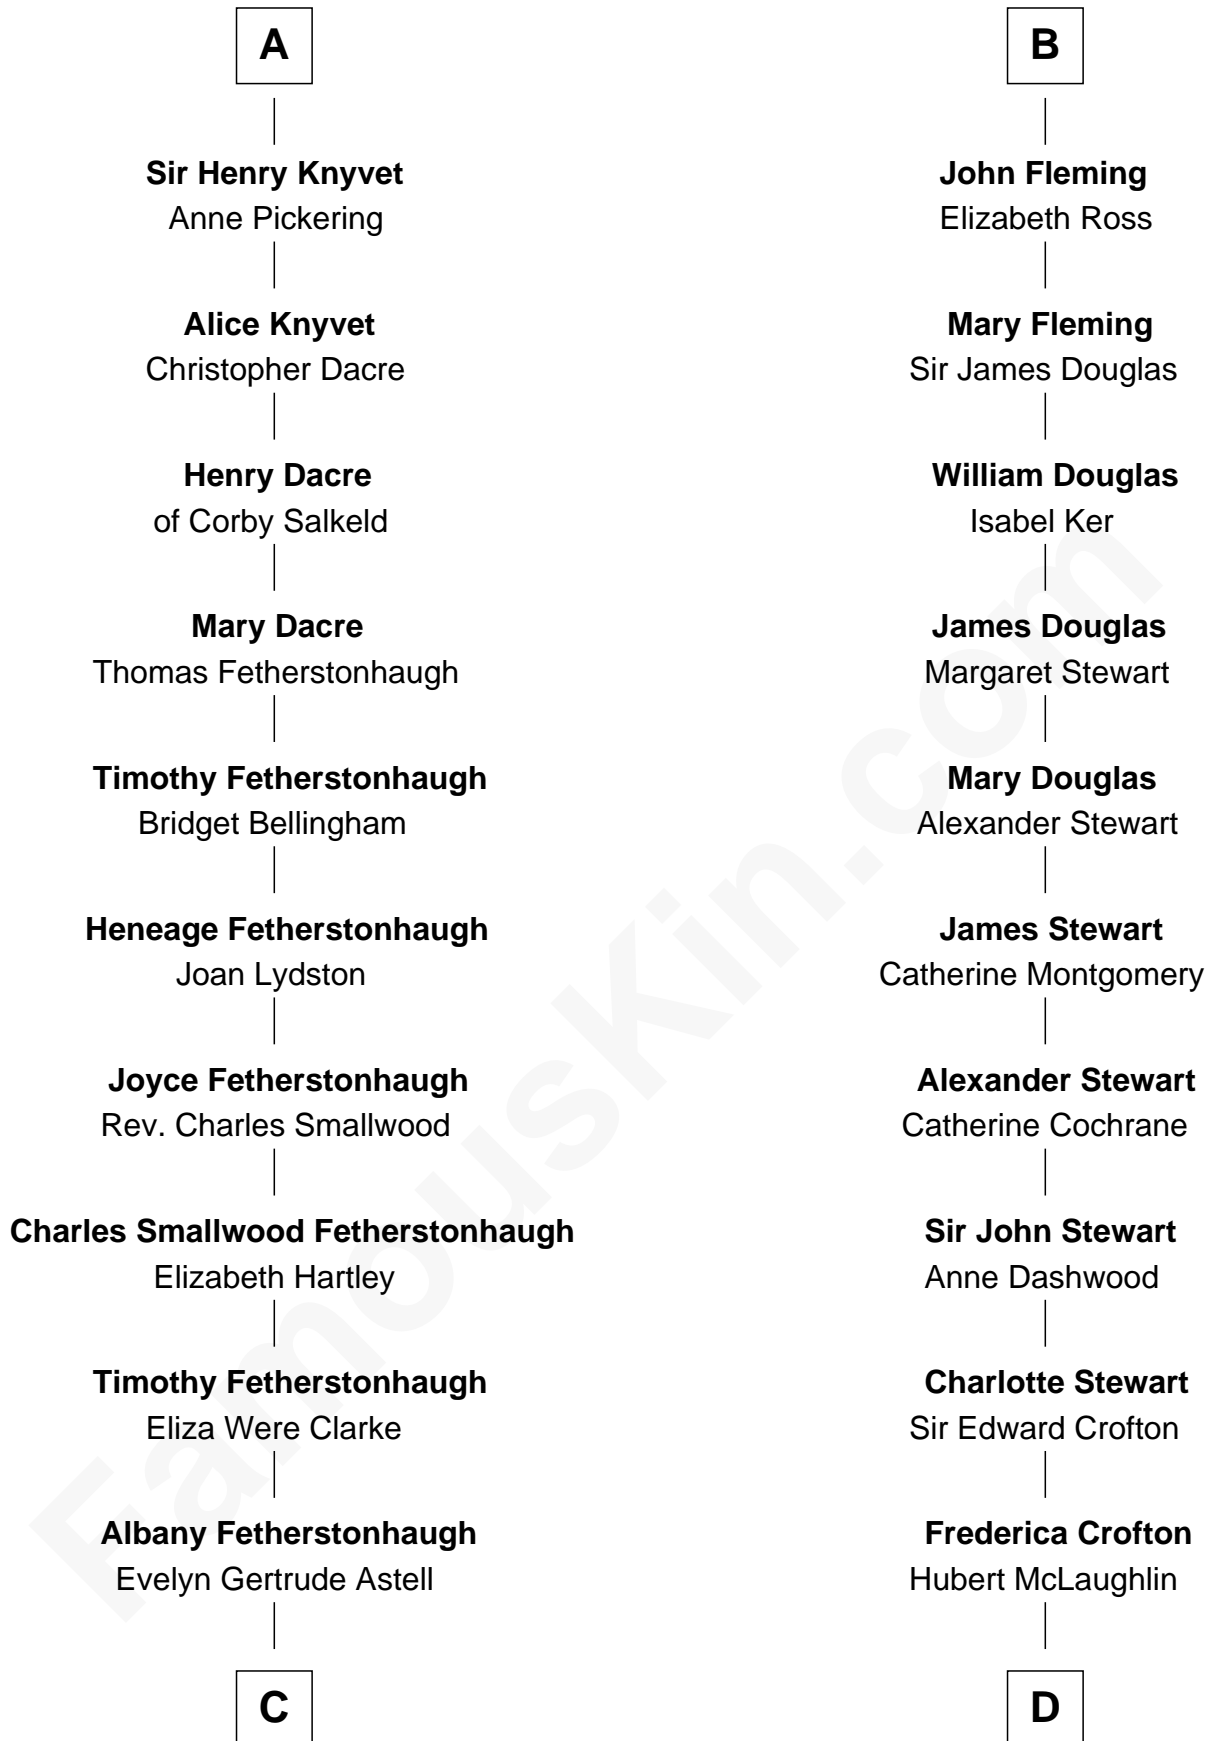 A
Sir Henry Knyvet
Anne Pickering
Alice Knyvet
Christopher Dacre
Henry Dacre
of Corby Salkeld
Mary Dacre
Thomas Fetherstonhaugh
Timothy Fetherstonhaugh
Bridget Bellingham
Heneage Fetherstonhaugh
Joan Lydston
Joyce Fetherstonhaugh
Rev. Charles Smallwood
Charles Smallwood Fetherstonhaugh
Elizabeth Hartley
Timothy Fetherstonhaugh
Eliza Were Clarke
Albany Fetherstonhaugh
Evelyn Gertrude Astell
C
B
John Fleming
Elizabeth Ross
Mary Fleming
Sir James Douglas
William Douglas
Isabel Ker
James Douglas
Margaret Stewart
Mary Douglas
Alexander Stewart
James Stewart
Catherine Montgomery
Alexander Stewart
Catherine Cochrane
Sir John Stewart
Anne Dashwood
Charlotte Stewart
Sir Edward Crofton
Frederica Crofton
Hubert McLaughlin
D
FamousKin.com